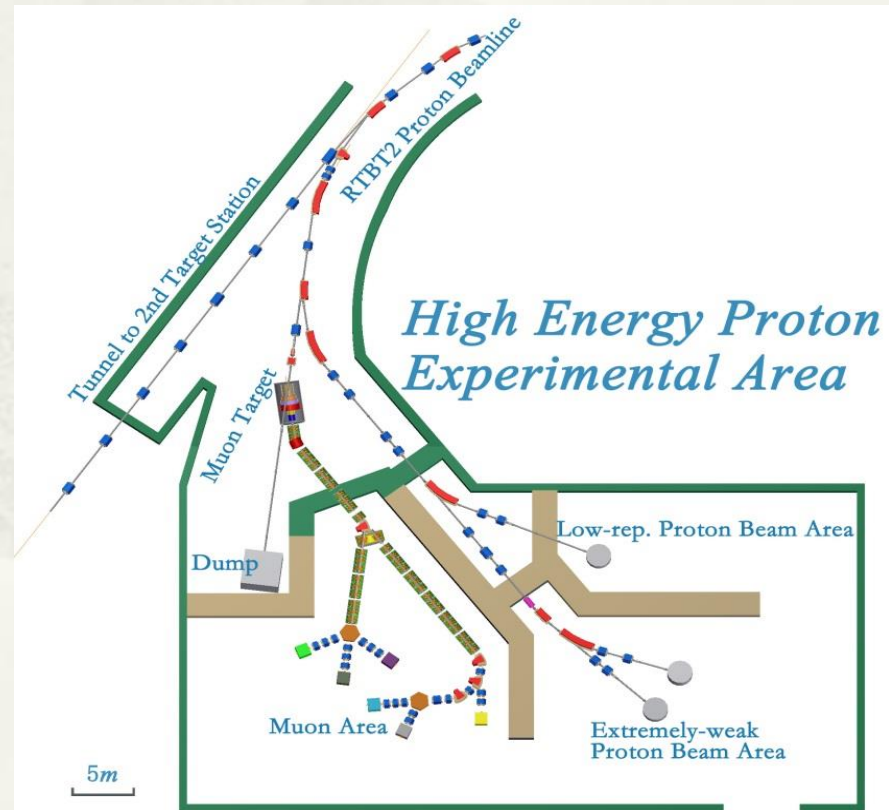 RTBT2 Proton Beamline
Tunnel to 2nd Target Station
High Energy Proton
Experimental Area
Muon Target
Low-rep. Proton Beam Area
Dump
Muon Area
Extremely-weak
Proton Beam Area
5m